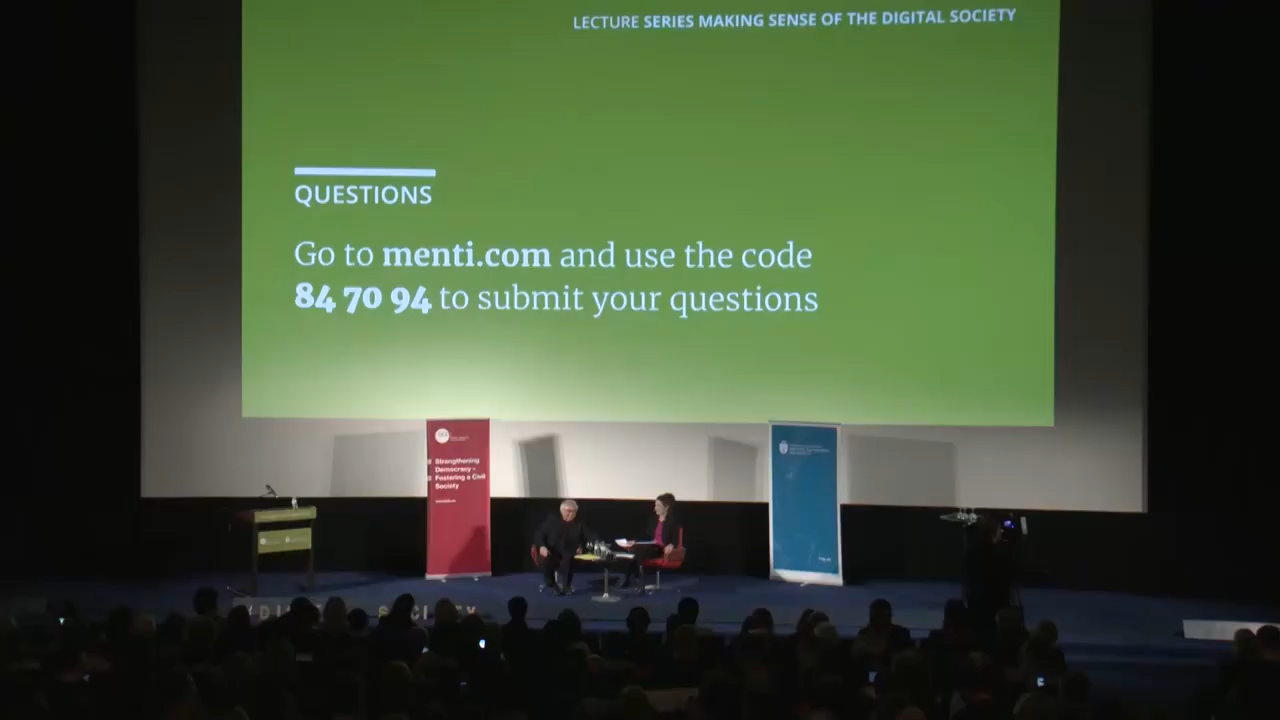 LECTURE SERIES MAKING SENSE OF THE DIGITAL SOCIETY
QUESTIONS
Go to menti.com and use the code
84 70 94 to submit your questions
Strengthening
Democracy –
Fostering a Civil
Society